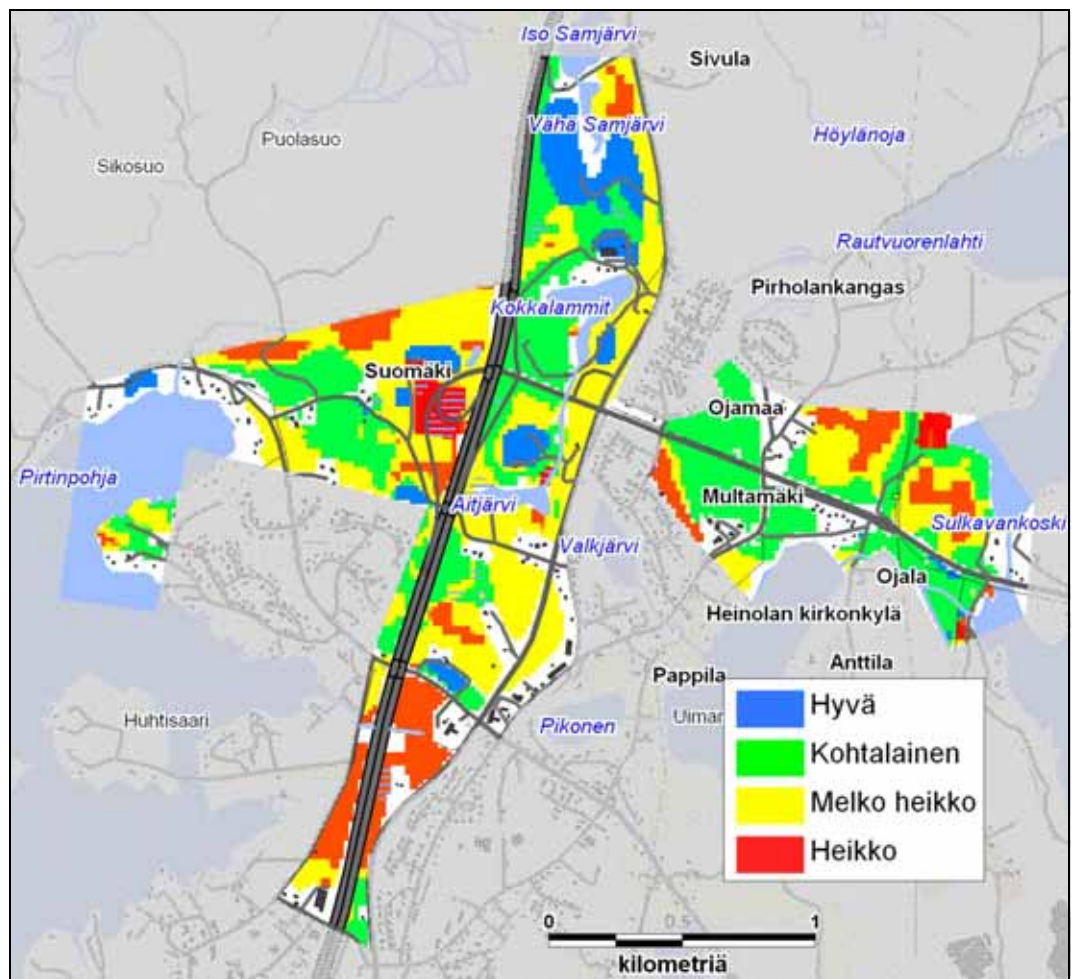 Iso Samjärvi
Sivula
Vähä Samjärvi
Höylänoja
Puolasuo
Sikosuo
Rautvuorenlahti
Pirholankangas
Kokkalammit
Suomäki
Ojamaa
Pirtinpohja
Multamäki
Aitjärvi
Sulkavankoski
Valkjärvi
Ojala
Heinolan kirkonkylä
Anttila
Pappila
Huhtisaari
Pikonen
Uimar
Hyvä
Kohtalainen
Melko heikko
Heikko
0 0.5 1
kilometriä